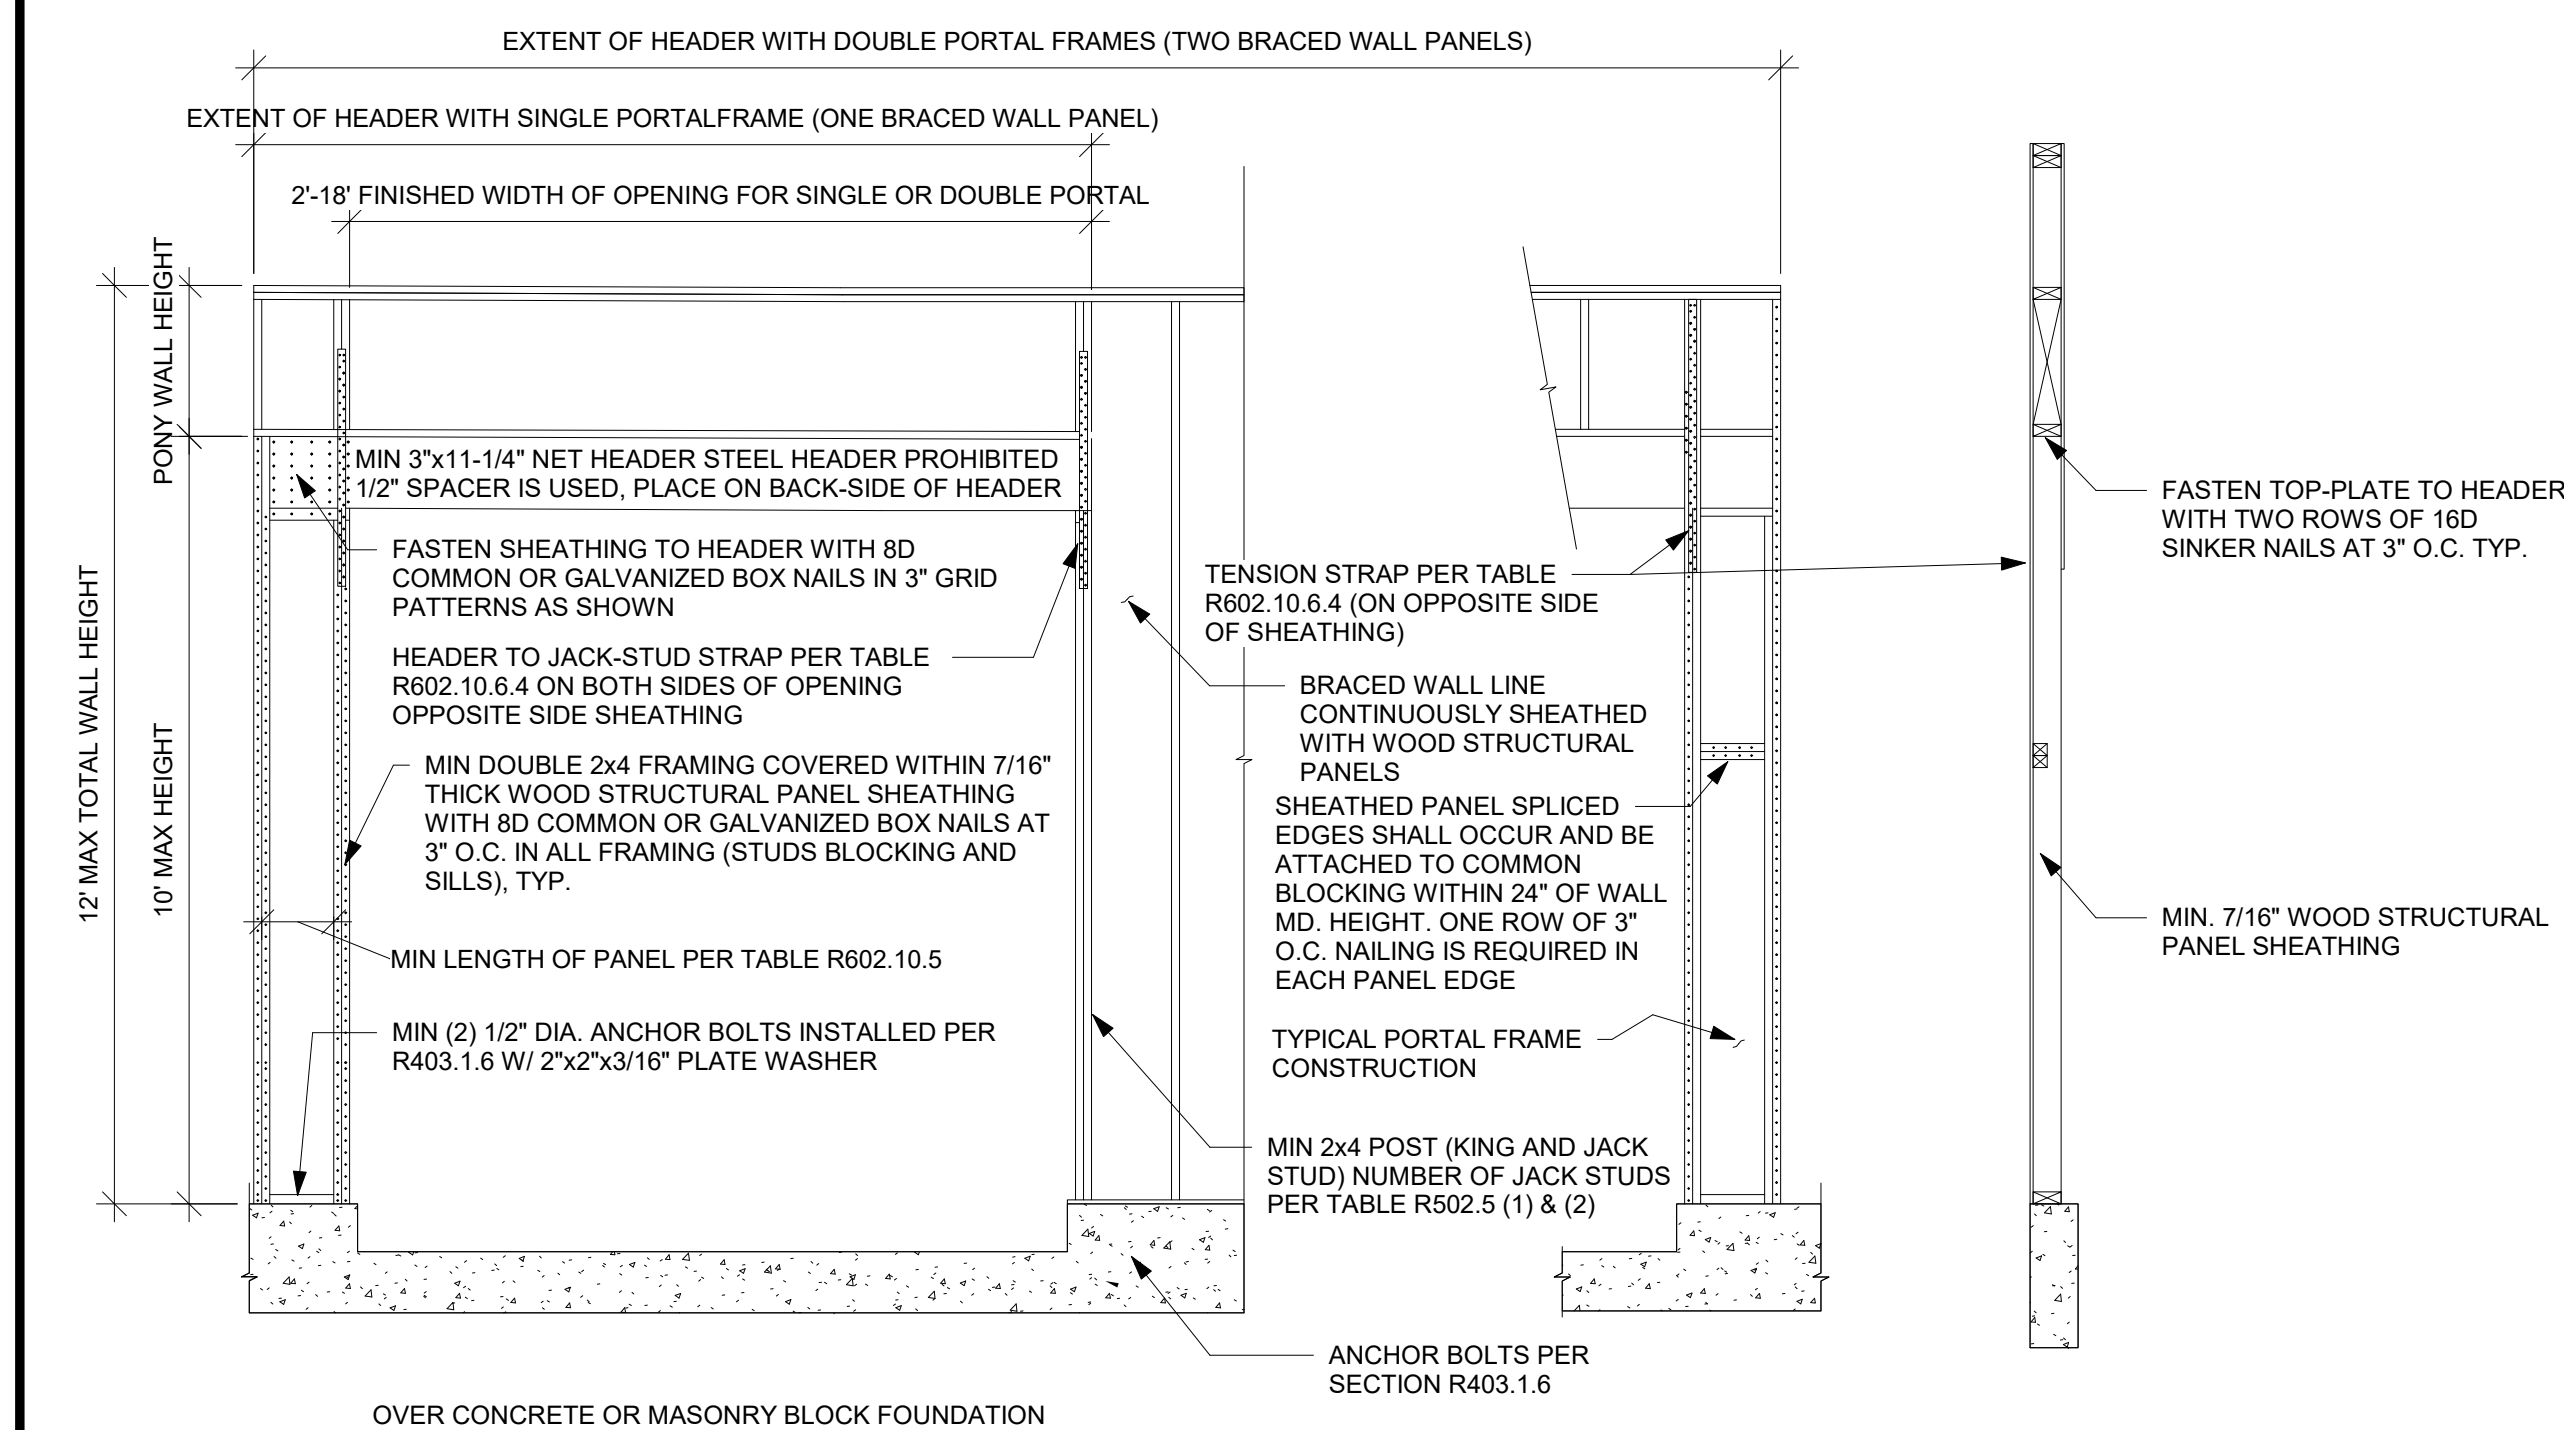 EXTENT OF HEADER WITH DOUBLE PORTAL FRAMES (TWO BRACED WALL PANELS)
EXTENT OF HEADER WITH SINGLE PORTALFRAME (ONE BRACED WALL PANEL)
2'-18' FINISHED WIDTH OF OPENING FOR SINGLE OR DOUBLE PORTAL
PONY WALL HEIGHT
12' MAX TOTAL WALL HEIGHT
10' MAX HEIGHT
MIN 3"x11-1/4" NET HEADER STEEL HEADER PROHIBITED
1/2" SPACER IS USED, PLACE ON BACK-SIDE OF HEADER
FASTEN SHEATHING TO HEADER WITH 8D
COMMON OR GALVANIZED BOX NAILS IN 3" GRID
PATTERNS AS SHOWN
HEADER TO JACK-STUD STRAP PER TABLE
R602.10.6.4 ON BOTH SIDES OF OPENING
OPPOSITE SIDE SHEATHING
MIN DOUBLE 2x4 FRAMING COVERED WITHIN 7/16"
THICK WOOD STRUCTURAL PANEL SHEATHING
WITH 8D COMMON OR GALVANIZED BOX NAILS AT
3" O.C. IN ALL FRAMING (STUDS BLOCKING AND
SILLS), TYP.
MIN LENGTH OF PANEL PER TABLE R602.10.5
MIN (2) 1/2" DIA. ANCHOR BOLTS INSTALLED PER
R403.1.6 W/ 2"x2"x3/16" PLATE WASHER
TENSION STRAP PER TABLE
R602.10.6.4 (ON OPPOSITE SIDE
OF SHEATHING)
BRACED WALL LINE
CONTINUOUSLY SHEATHED
WITH WOOD STRUCTURAL
PANELS
SHEATHED PANEL SPLICED
EDGES SHALL OCCUR AND BE
ATTACHED TO COMMON
BLOCKING WITHIN 24" OF WALL
MD. HEIGHT. ONE ROW OF 3"
O.C. NAILING IS REQUIRED IN
EACH PANEL EDGE
TYPICAL PORTAL FRAME
CONSTRUCTION
MIN 2x4 POST (KING AND JACK
STUD) NUMBER OF JACK STUDS
PER TABLE R502.5 (1) & (2)
ANCHOR BOLTS PER
SECTION R403.1.6
FASTEN TOP-PLATE TO HEADER
WITH TWO ROWS OF 16D
SINKER NAILS AT 3" O.C. TYP.
MIN. 7/16" WOOD STRUCTURAL
PANEL SHEATHING
OVER CONCRETE OR MASONRY BLOCK FOUNDATION